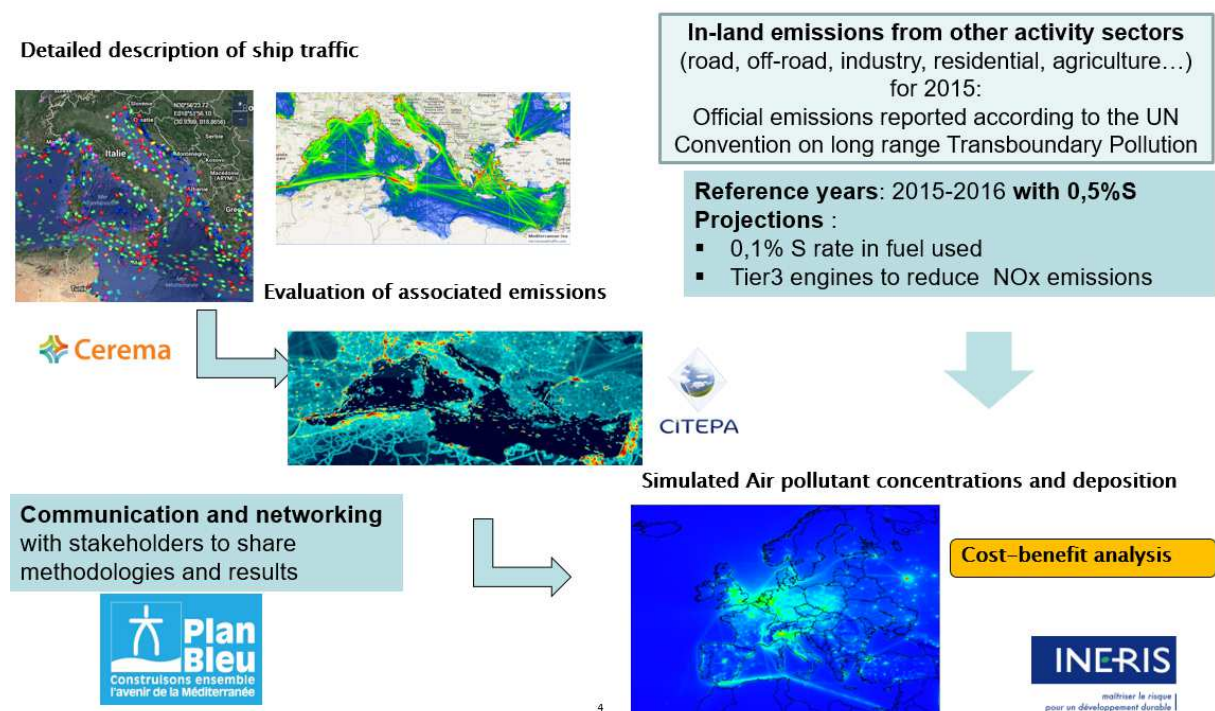 Detailed description of ship traffic
In-land emissions from other activity sectors
(road, off-road, industry, residential, agriculture…)
for 2015:
Official emissions reported according to the UN
Convention on long range Transboundary Pollution
Italie
Reference years: 2015-2016 with 0,5%S
Projections :
▪ 0,1% S rate in fuel used
▪ Tier3 engines to reduce NOx emissions
Evaluation of associated emissions
Cerema
CITEPA
Simulated Air pollutant concentrations and deposition
Communication and networking
with stakeholders to share
methodologies and results
Cost-benefit analysis
Plan
Bleu
Construisons ensemble
l'avenir de la Méditerranée
INERIS
maîtriser le risque
pour un développement durable
4